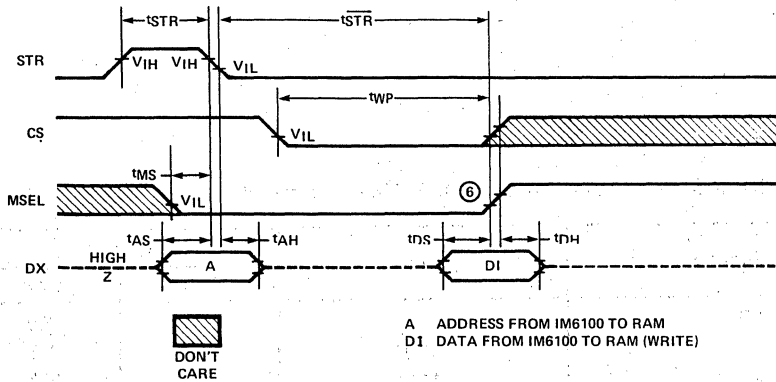 tSTR
tSTR
STR
VIH
VIH
VIL
tWP
CS
VIL
tMS
6
MSEL
VIL
tAS
tAH
tDS
tDH
DX
HIGH
Z
A
DI
DON'T
CARE
A ADDRESS FROM IM6100 TO RAM
DI DATA FROM IM6100 TO RAM (WRITE)